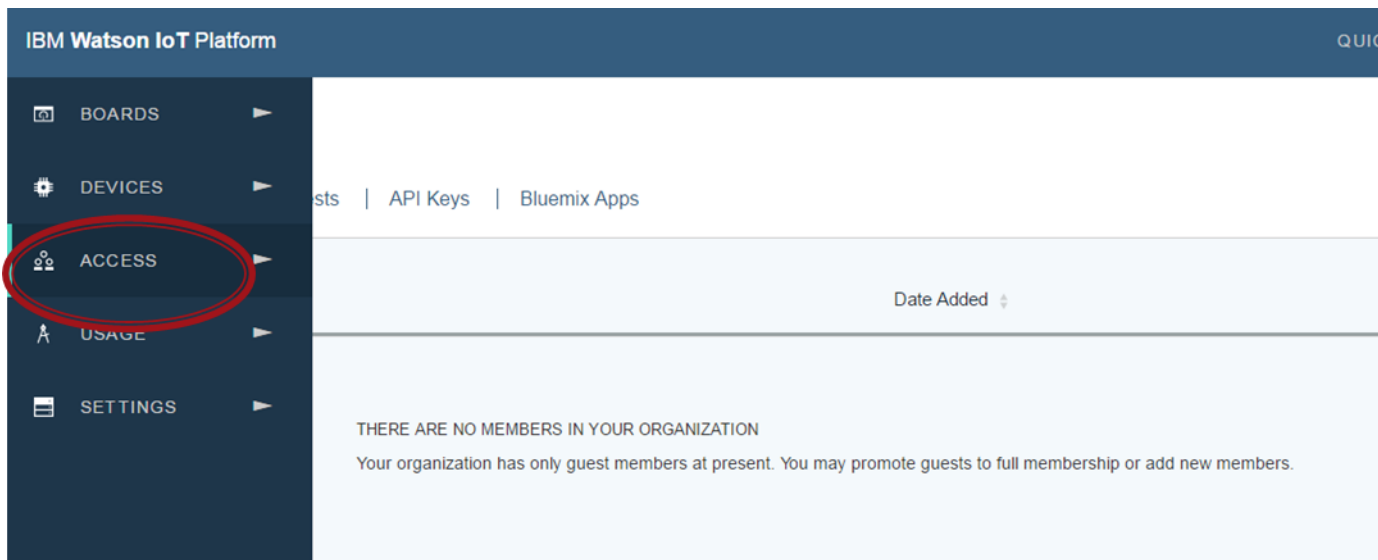 IBM Watson IoT Platform
BOARDS
DEVICES
ACCESS
USAGE
SETTINGS
| API Keys | Bluemix Apps
Date Added
THERE ARE NO MEMBERS IN YOUR ORGANIZATION
Your organization has only guest members at present. You may promote guests to full membership or add new members.